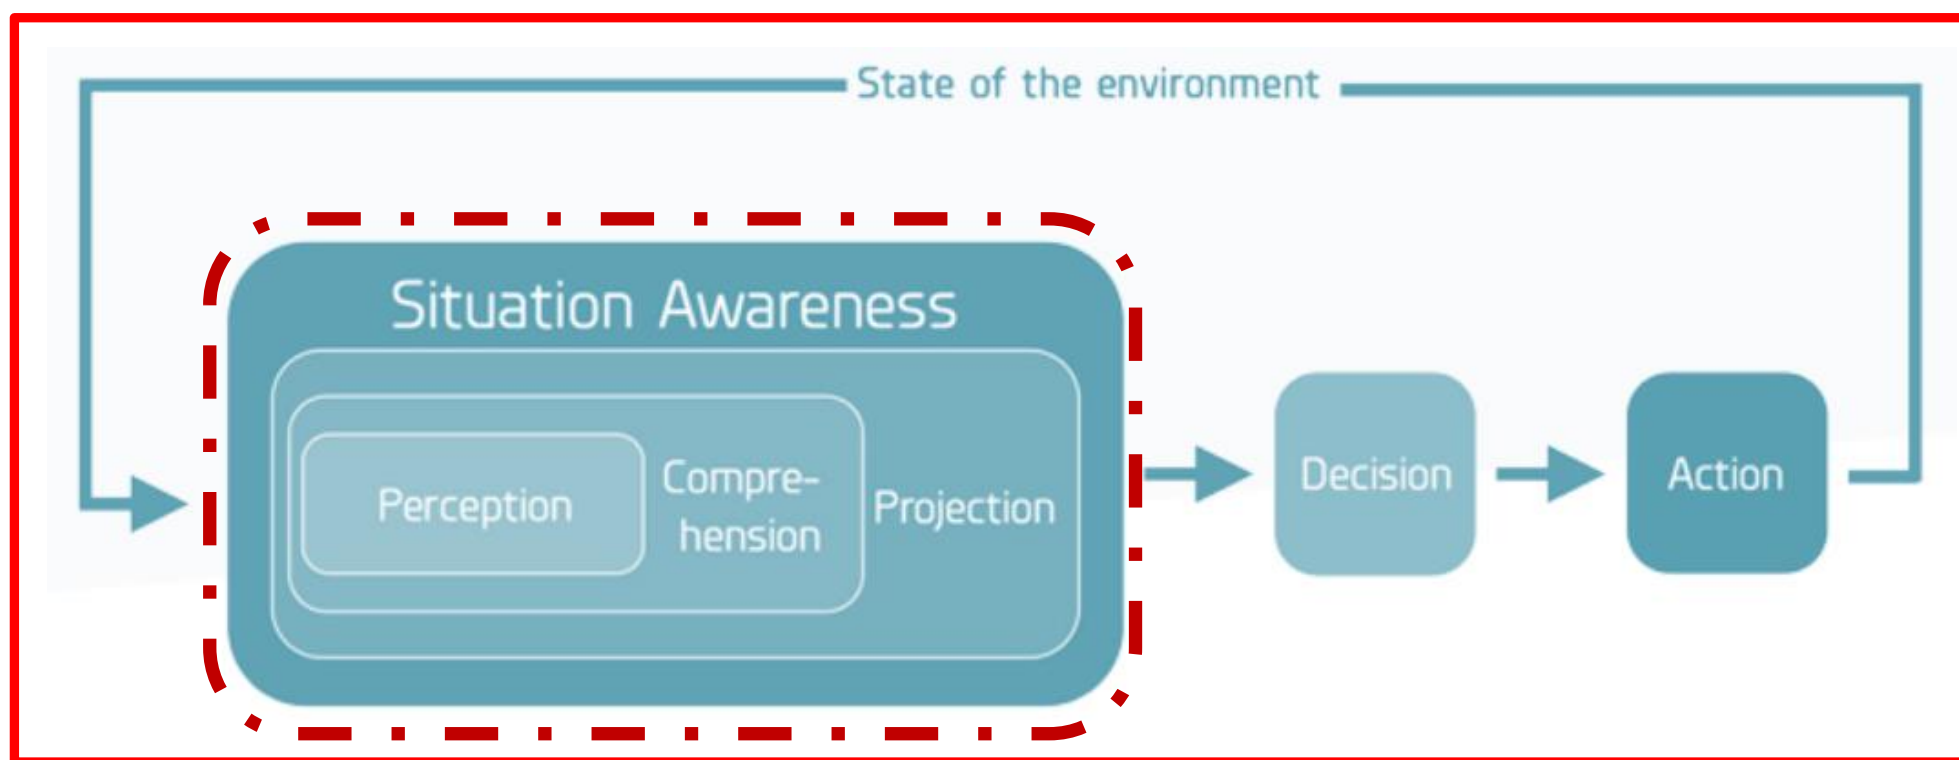 State of the environment
Situation Awareness
Perception
Compre-
hension
Projection
Decision
Action